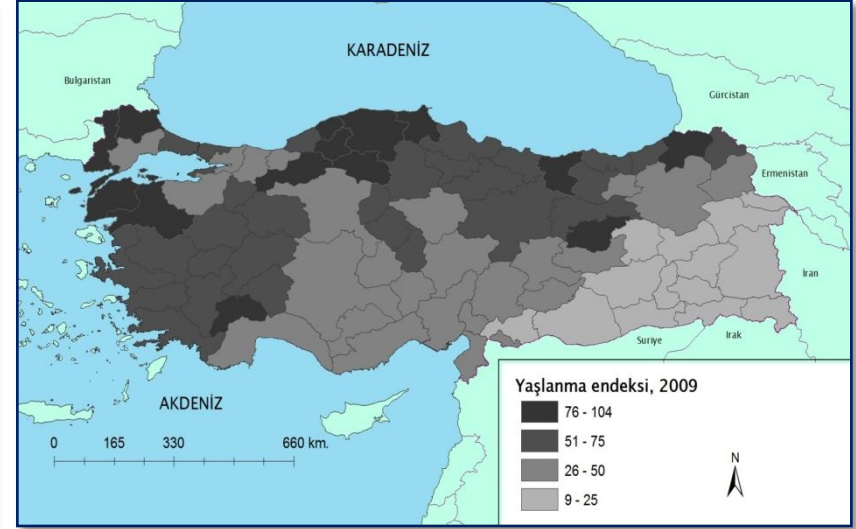 KARADENİZ
Bulgaristan
Gürcistan
Ermenistan
İran
Suriye
Irak
AKDENİZ
0 165 330 660 km.
Yaşlanma endeksi, 2009
76 - 104
51 - 75
26 - 50
9 - 25
N